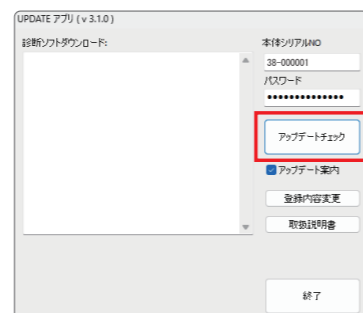 UPDATE アプリ ( v 3.1.0 )
診断ソフトダウンロード:
本体シリアルNO
38-000001
パスワード
••••••••••••••
アップデートチェック
アップデート案内
登録内容変更
取扱説明書
終了